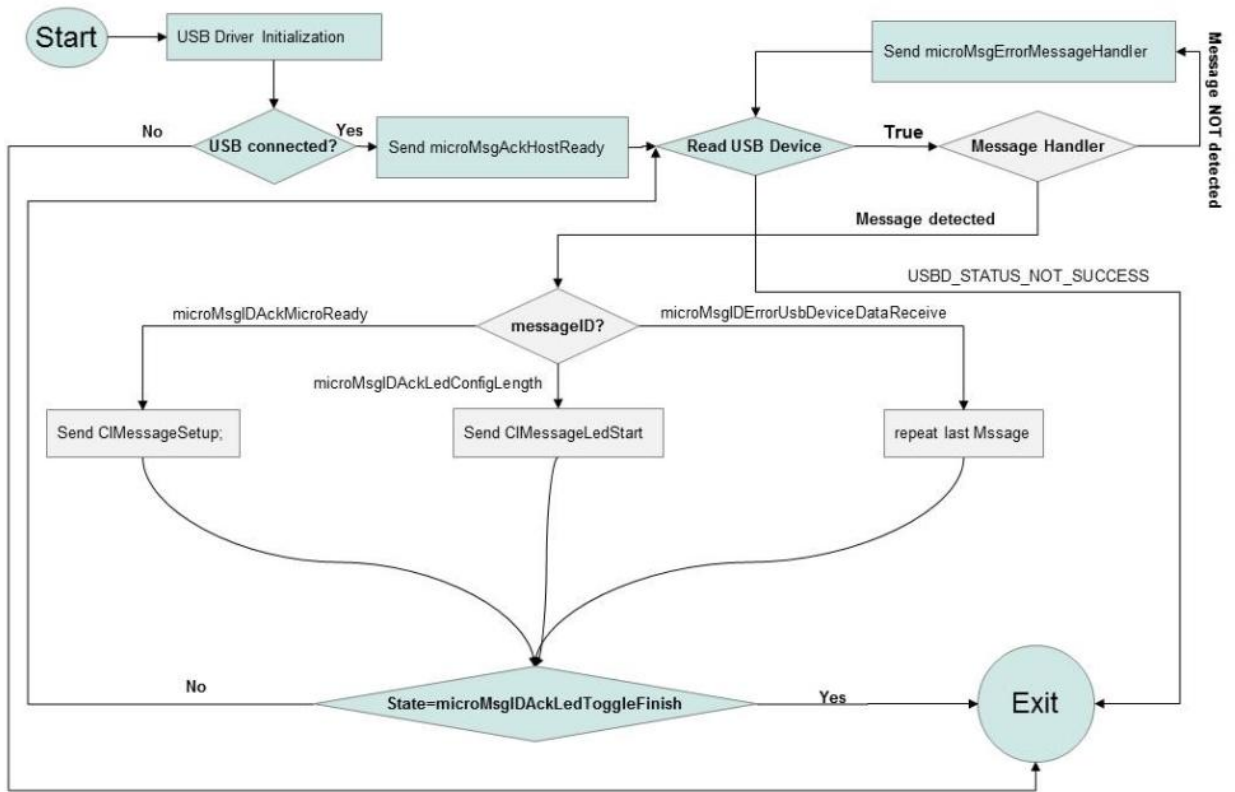 Start
USB Driver Initialization
Send microMsgErrorMessageHandler
Message NOT detected
No
USB connected?
Yes
Send microMsgAckHostReady
Read USB Device
True
Message Handler
Message detected
USBD_STATUS_NOT_SUCCESS
microMsgIDAckMicroReady
messageID?
microMsgIDErrorUsbDeviceDataReceive
microMsgIDAckLedConfigLength
Send CIMessageSetup;
Send CIMessageLedStart
repeat last Mssage
No
State=microMsgIDAckLedToggleFinish
Yes
Exit